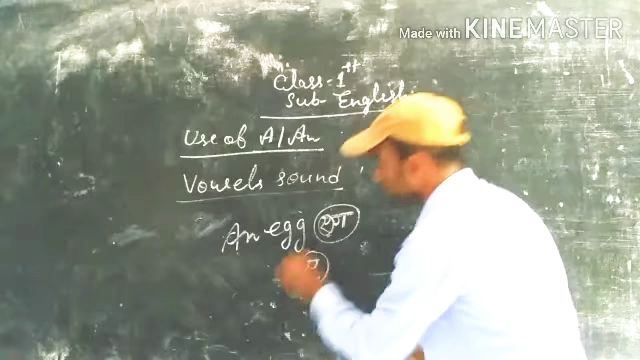 Made with KINEMASTER
Class-1st
Sub- English
Use of A/An
Vowels sound
An egg